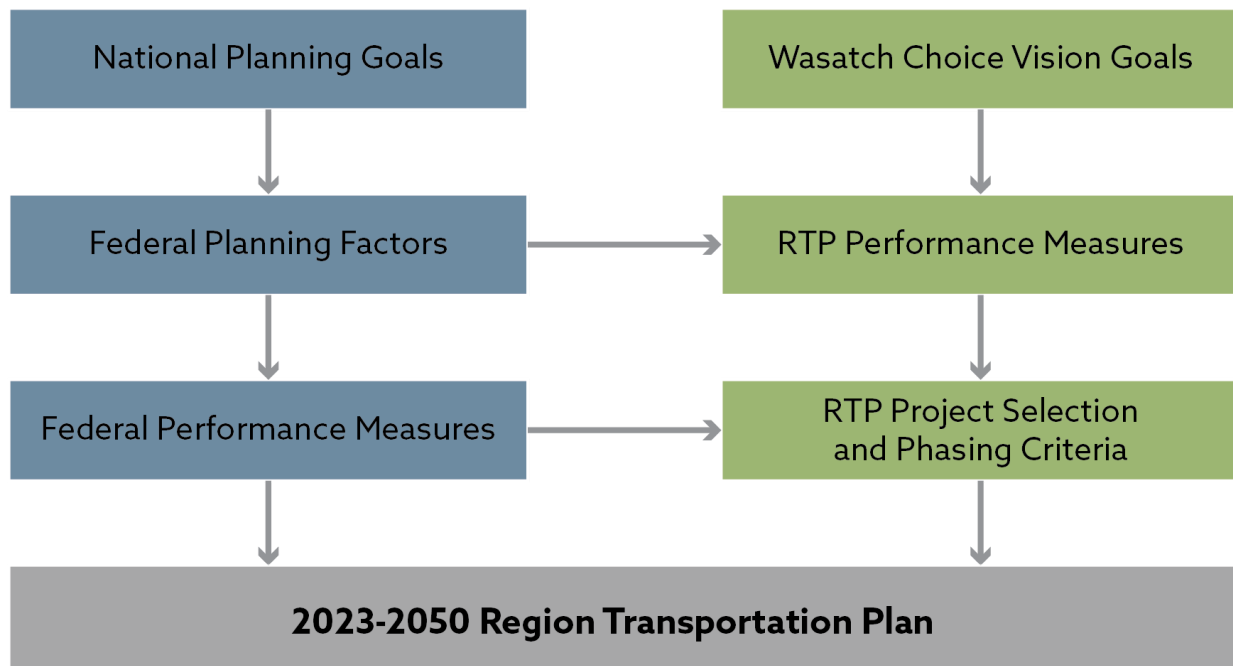 National Planning Goals
Wasatch Choice Vision Goals
Federal Planning Factors
RTP Performance Measures
Federal Performance Measures
RTP Project Selection
and Phasing Criteria
2023-2050 Region Transportation Plan